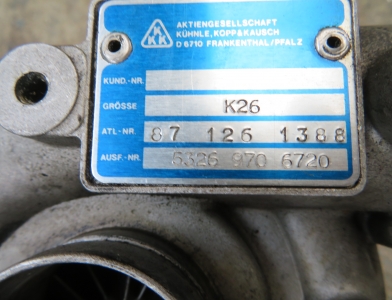 AKTIENGESELLSCHAFT
KÜHNLE, KOPP & KAUSCH
D 6710 FRANKENTHAL/PFALZ
KKK
KUND.-NR.
GRÖSSE K26
ATL-NR. 87 126 1388
AUSF.-NR. 5326 970 6720